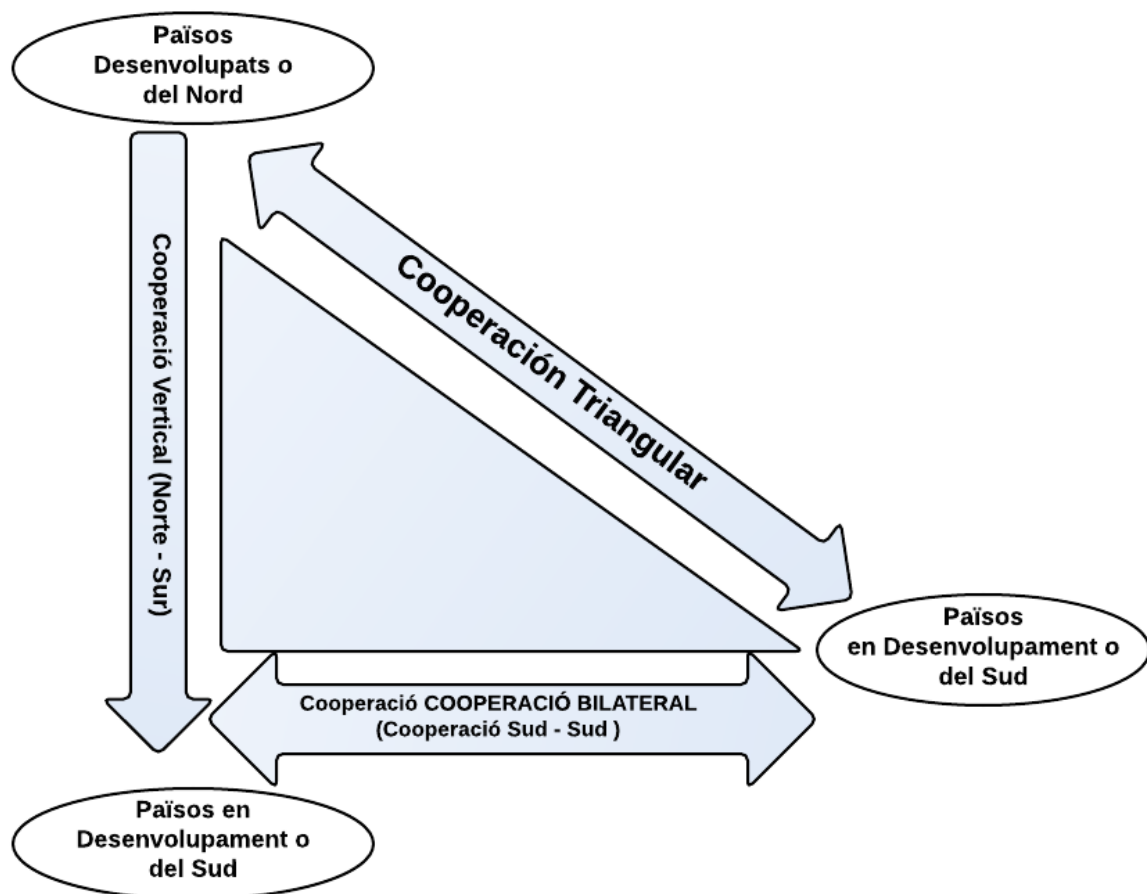 Països
Desenvolupats o
del Nord
Cooperació Vertical (Norte - Sur)
Cooperación Triangular
Països
en Desenvolupament o
del Sud
Cooperació COOPERACIÓ BILATERAL
(Cooperació Sud - Sud )
Països en
Desenvolupament o
del Sud